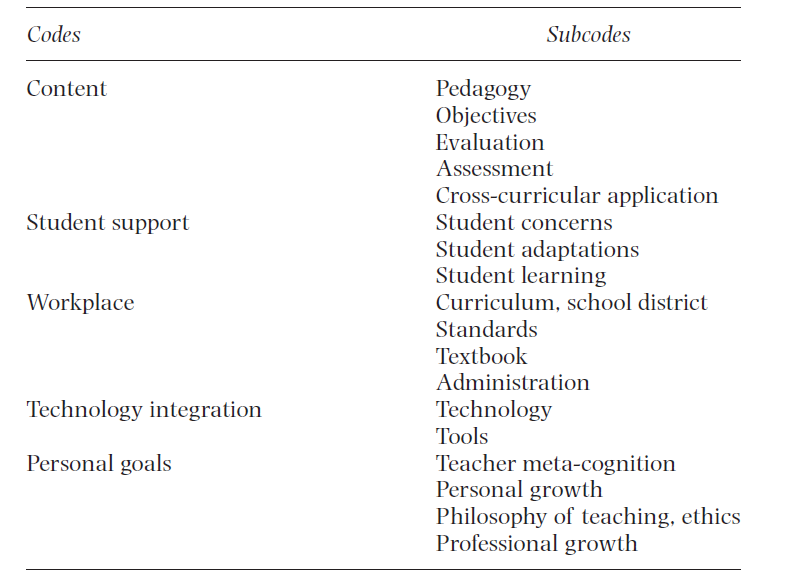 Codes Subcodes
Content Pedagogy
Objectives
Evaluation
Assessment
Cross-curricular application
Student support Student concerns
Student adaptations
Student learning
Workplace Curriculum, school district
Standards
Textbook
Administration
Technology integration Technology
Tools
Personal goals Teacher meta-cognition
Personal growth
Philosophy of teaching, ethics
Professional growth